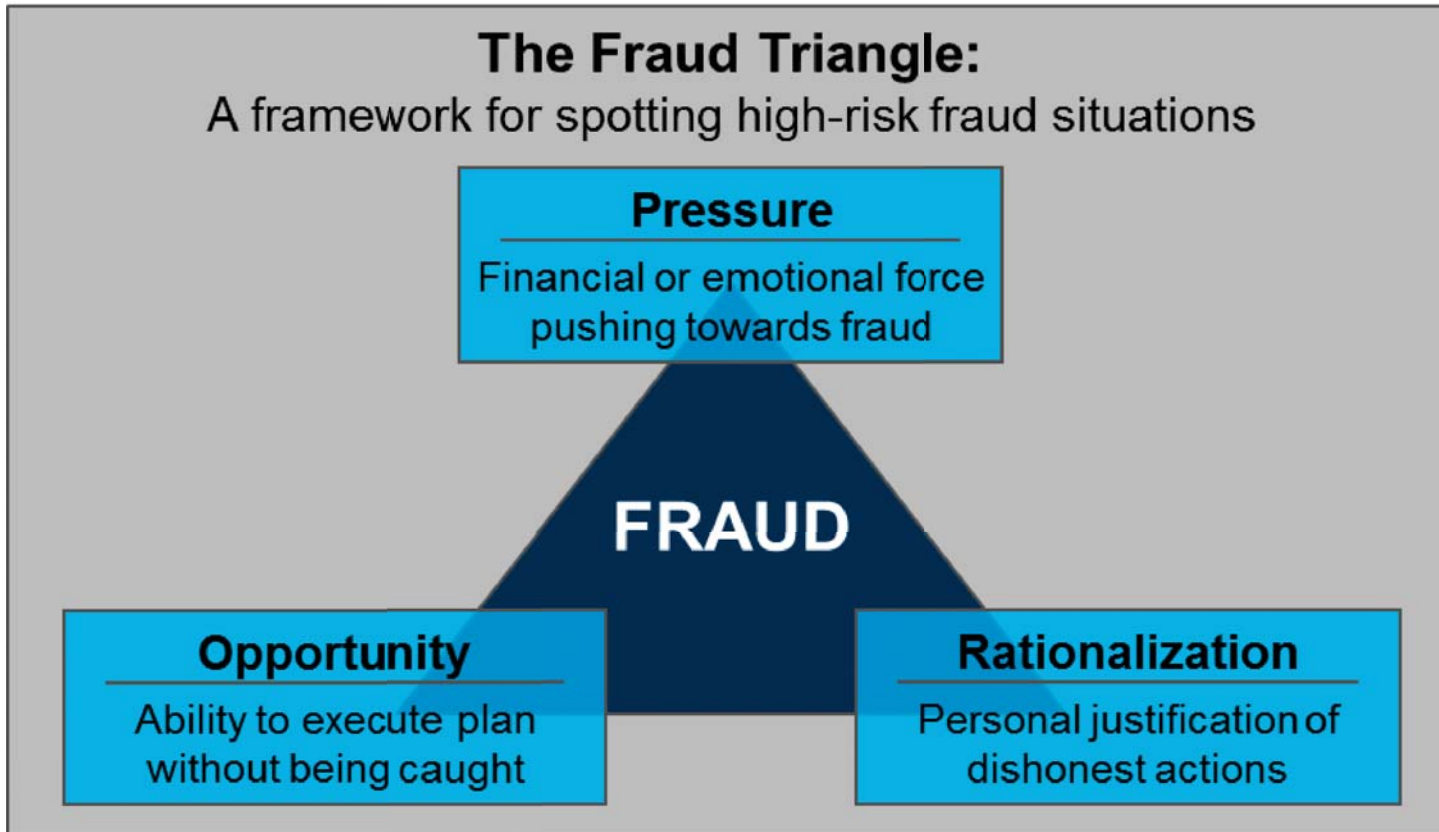 The Fraud Triangle:
A framework for spotting high-risk fraud situations
Pressure
Financial or emotional force
pushing towards fraud
FRAUD
Opportunity
Ability to execute plan
without being caught
Rationalization
Personal justification of
dishonest actions